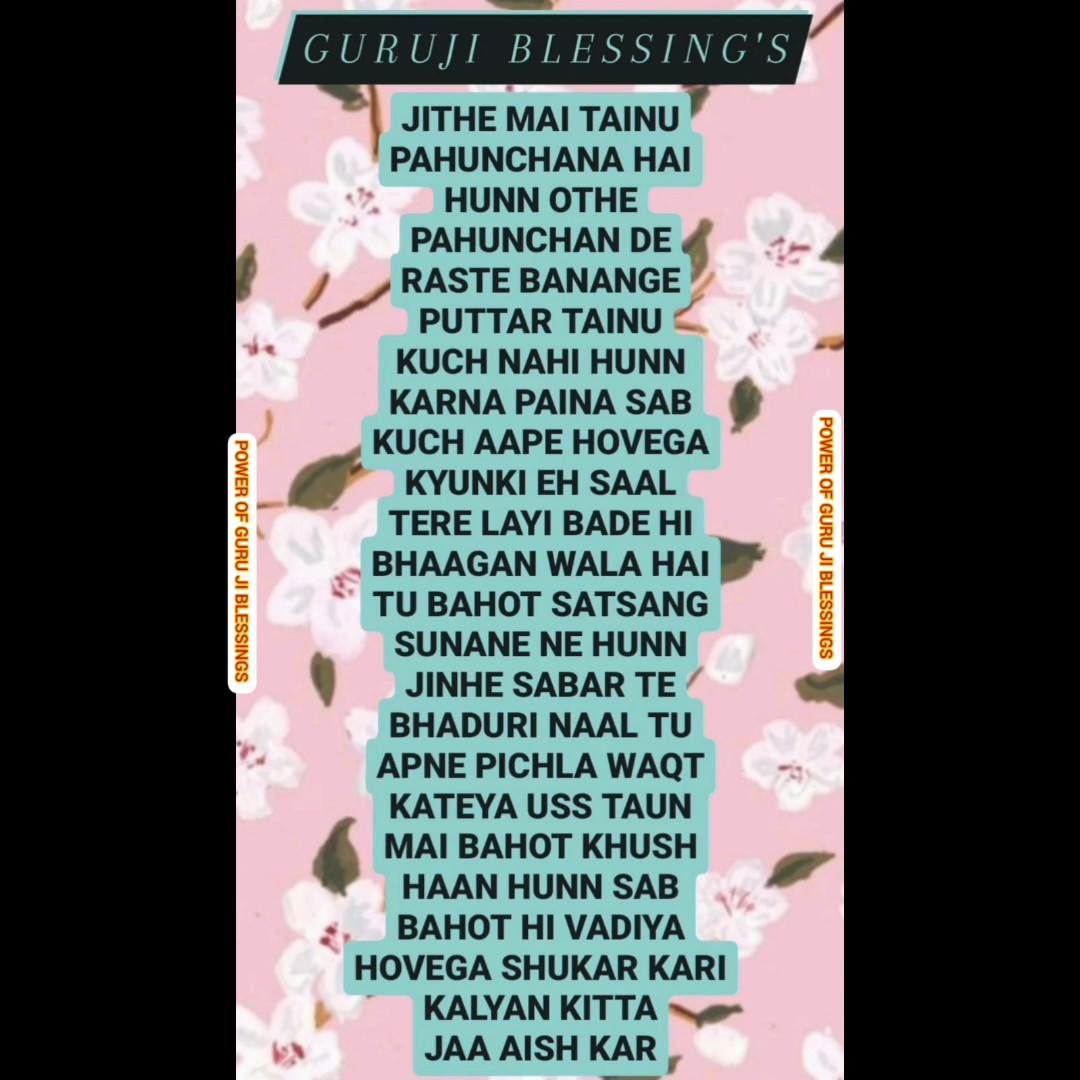 GURUJI BLESSING'S
JITHE MAI TAINU
PAHUNCHANA HAI
HUNN OTHE
PAHUNCHAN DE
RASTE BANANGE
PUTTAR TAINU
KUCH NAHI HUNN
KARNA PAINA SAB
KUCH AAPE HOVEGA
KYUNKI EH SAAL
TERE LAYI BADE HI
BHAAGAN WALA HAI
TU BAHOT SATSANG
SUNANE NE HUNN
JINHE SABAR TE
BHADURI NAAL TU
APNE PICHLA WAQT
KATEYA USS TAUN
MAI BAHOT KHUSH
HAAN HUNN SAB
BAHOT HI VADIYA
HOVEGA SHUKAR KARI
KALYAN KITTA
JAA AISH KAR
POWER OF GURU JI BLESSINGS
POWER OF GURU JI BLESSINGS